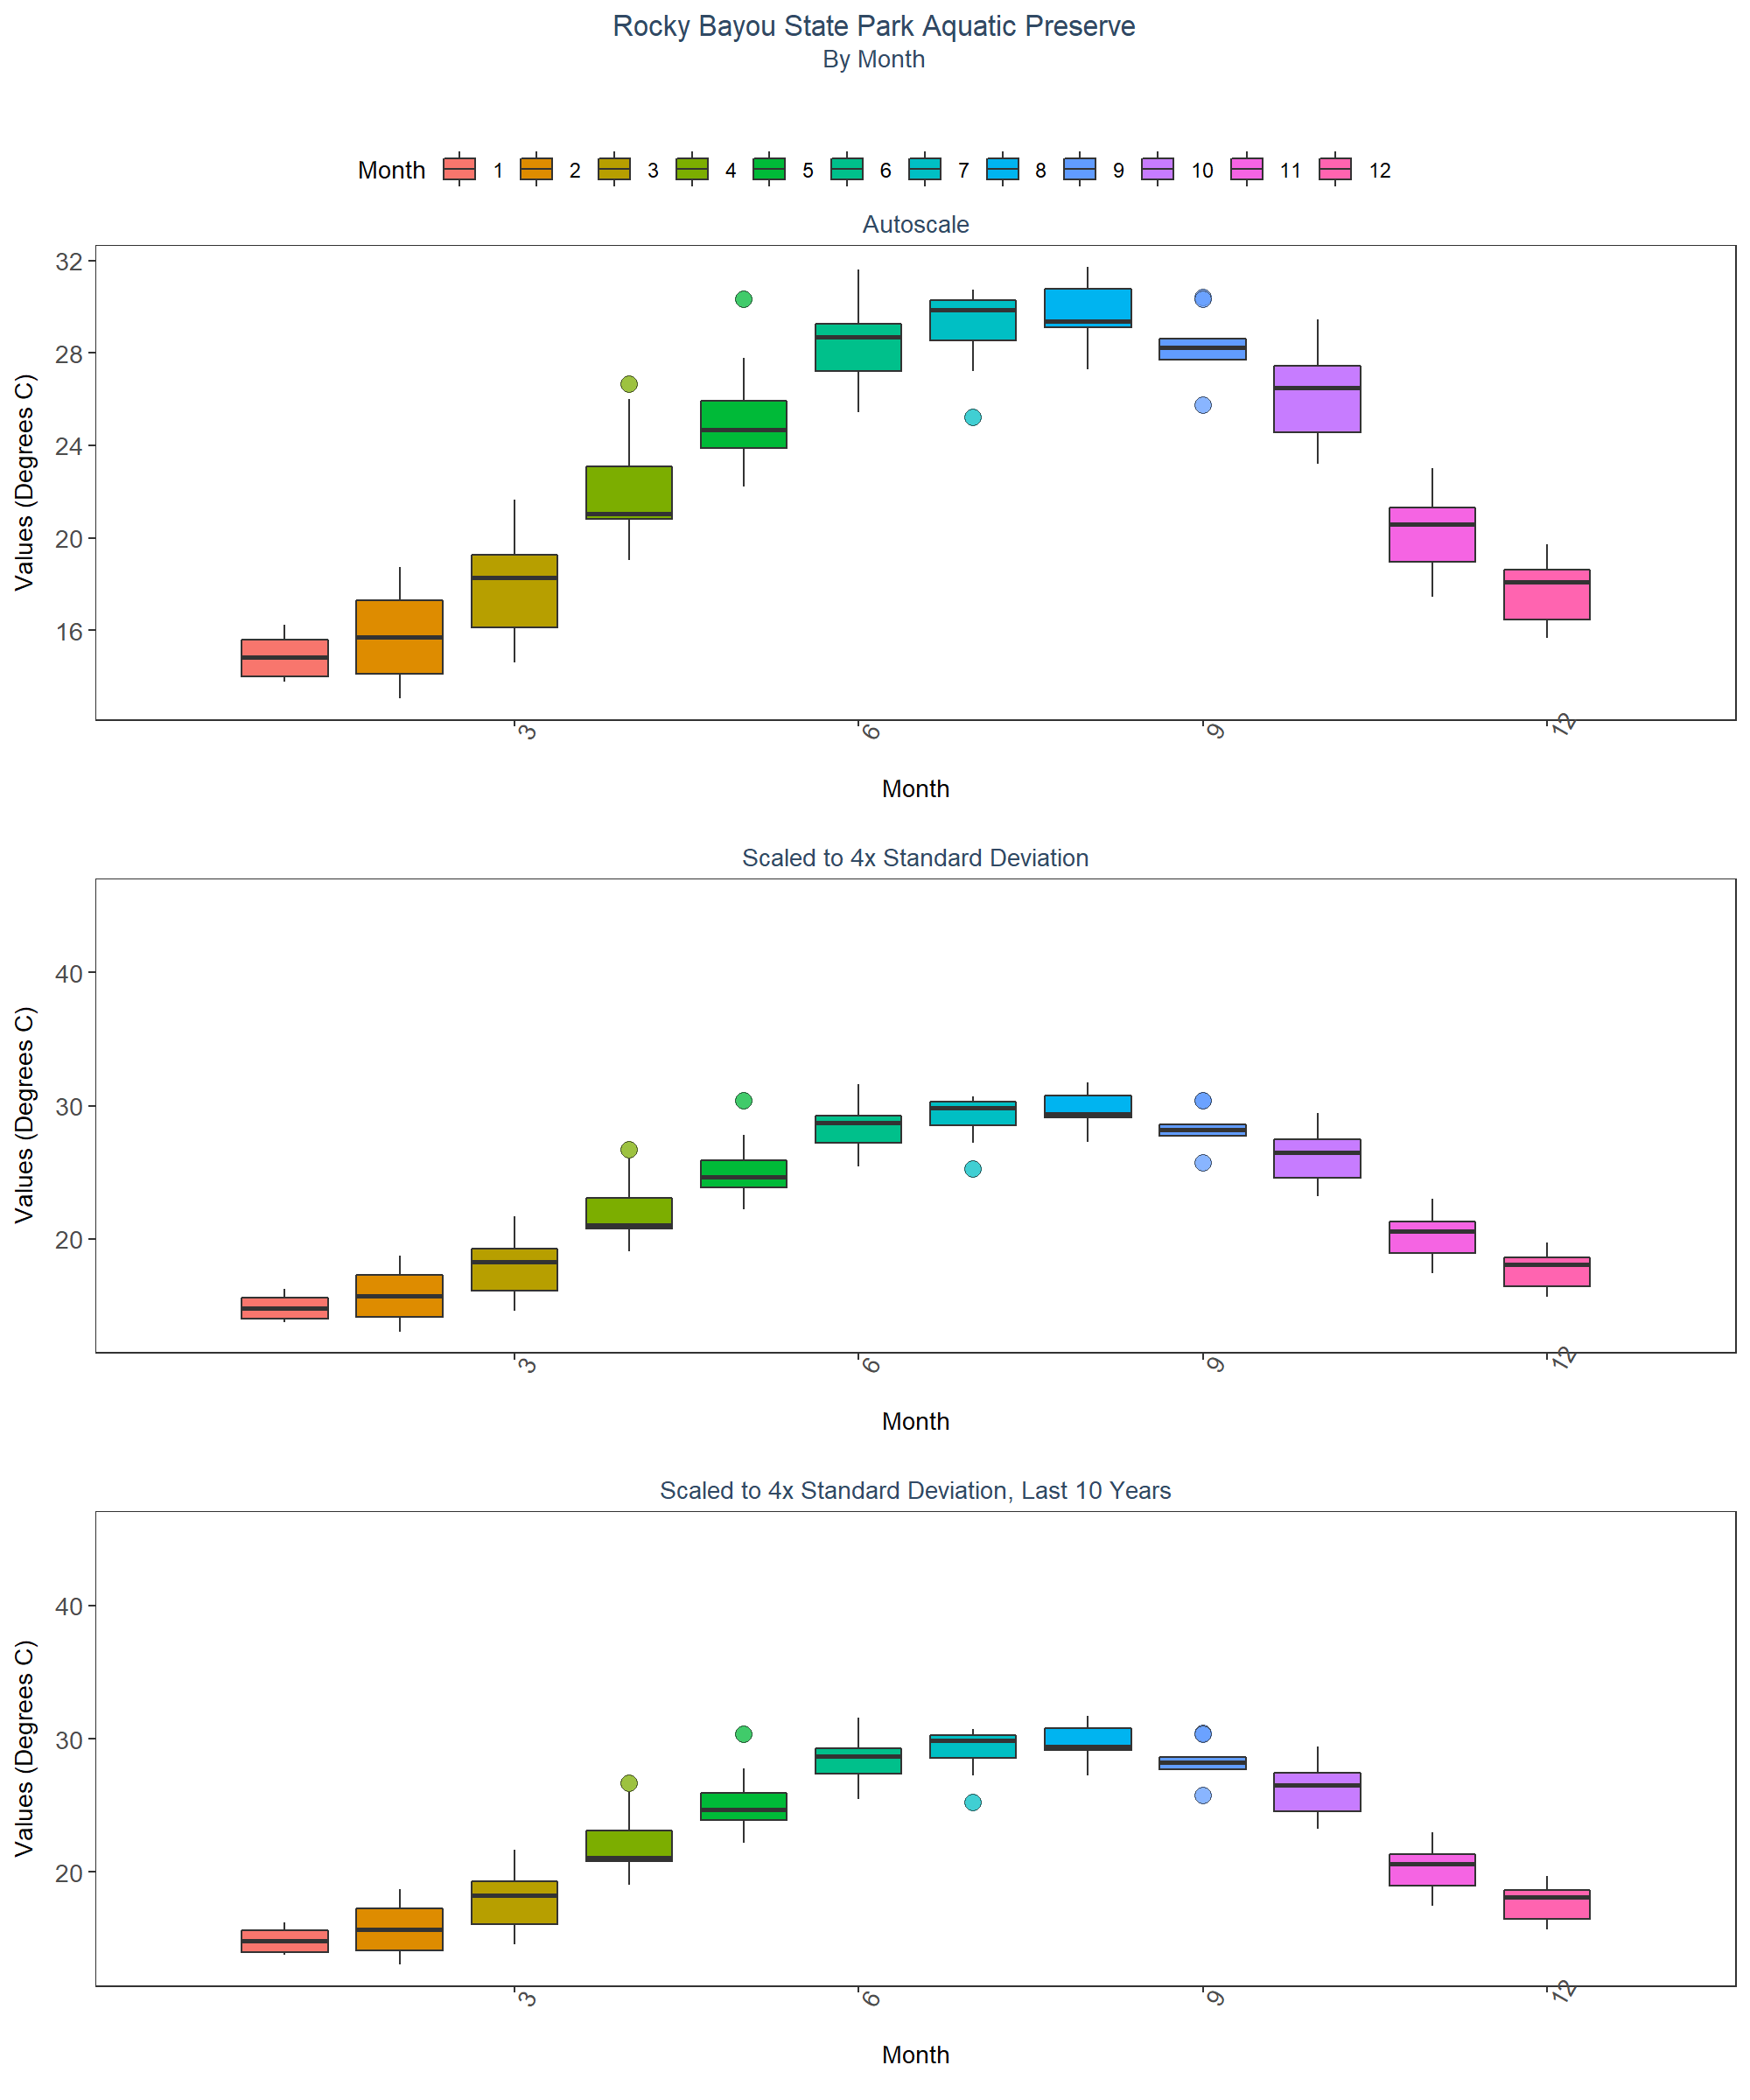 Rocky Bayou State Park Aquatic Preserve
By Month
Month 1 2 3 4 5 6 7 8 9 10 11 12
Autoscale
Values (Degrees C)
32
28
24
20
16
3 6 9 12
Month
Scaled to 4x Standard Deviation
Values (Degrees C)
40
30
20
3 6 9 12
Month
Scaled to 4x Standard Deviation, Last 10 Years
Values (Degrees C)
40
30
20
3 6 9 12
Month